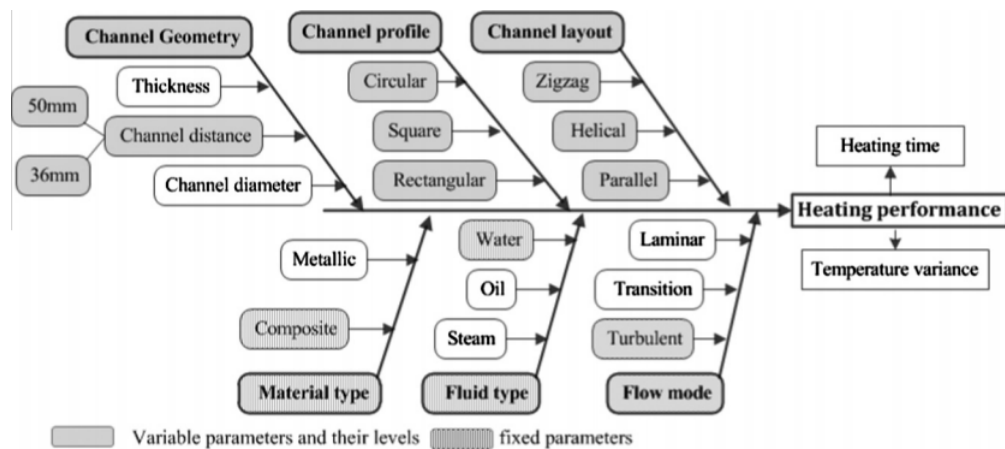 Channel Geometry
Channel profile
Channel layout
Thickness
Circular
Zigzag
50mm
Channel distance
Square
Helical
Heating time
36mm
Channel diameter
Rectangular
Parallel
Heating performance
Metallic
Water
Laminar
Temperature variance
Oil
Transition
Composite
Steam
Turbulent
Material type
Fluid type
Flow mode
Variable parameters and their levels
fixed parameters